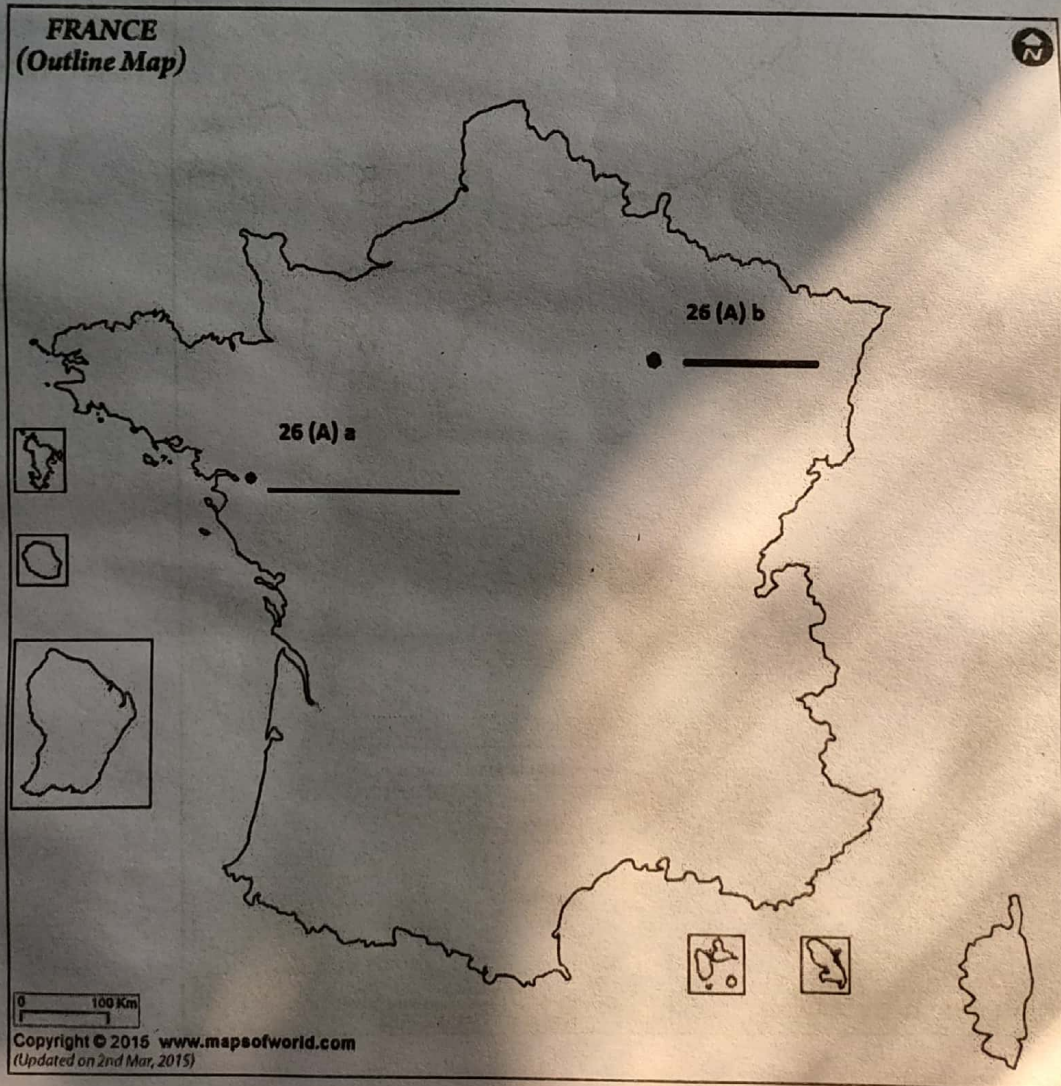 FRANCE
(Outline Map)
N
26 (A) b
26 (A) a
0 100 Km
Copyright © 2015 www.mapsofworld.com
(Updated on 2nd Mar, 2015)